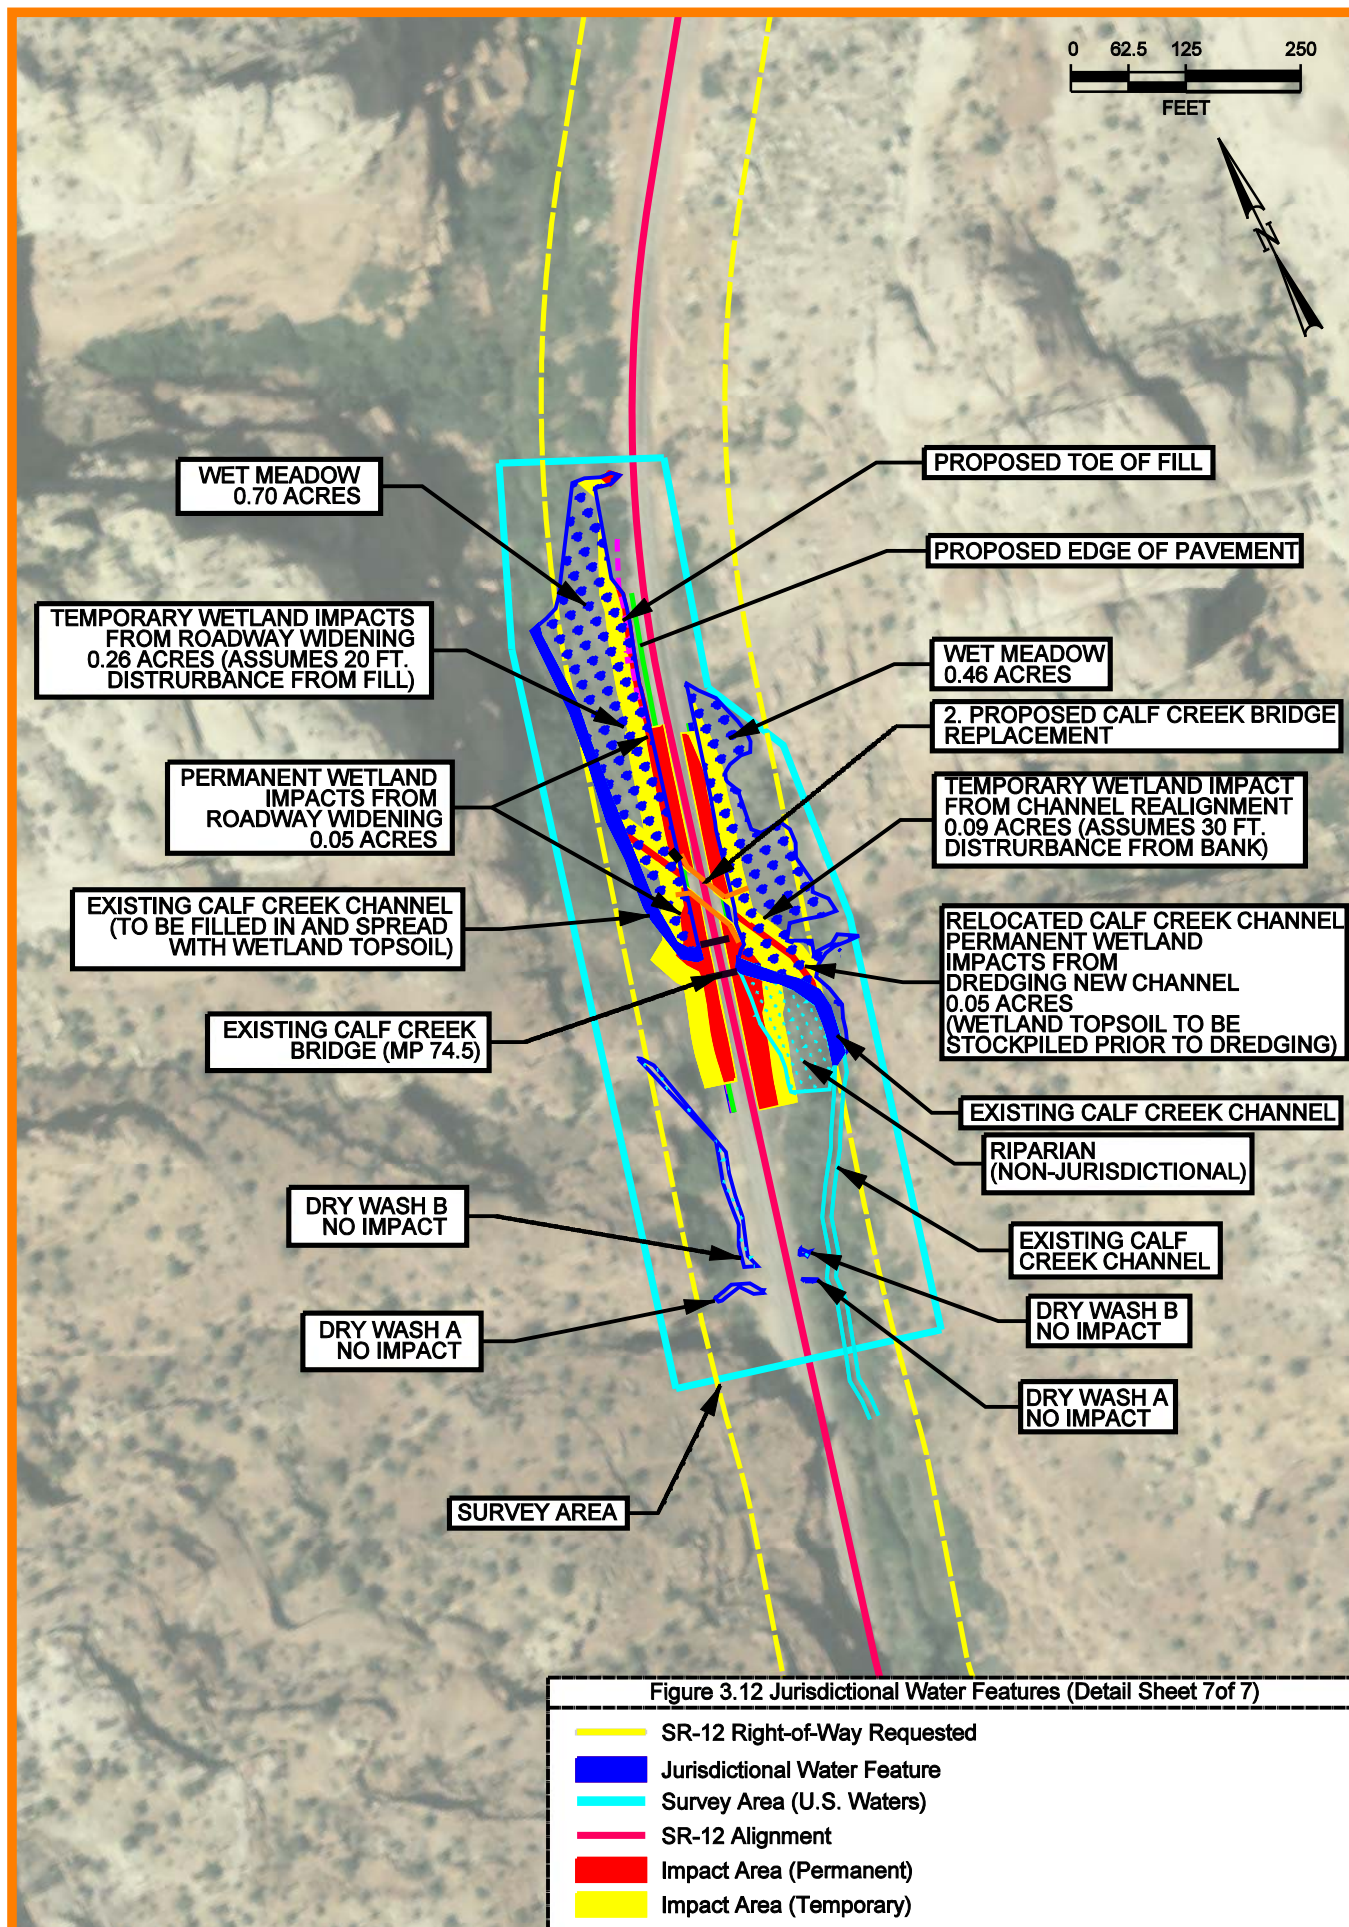 0 62.5 125 250
FEET
N
WET MEADOW
0.70 ACRES
PROPOSED TOE OF FILL
PROPOSED EDGE OF PAVEMENT
TEMPORARY WETLAND IMPACTS
FROM ROADWAY WIDENING
0.26 ACRES (ASSUMES 20 FT.
DISTRURBANCE FROM FILL)
WET MEADOW
0.46 ACRES
2. PROPOSED CALF CREEK BRIDGE
REPLACEMENT
PERMANENT WETLAND
IMPACTS FROM
ROADWAY WIDENING
0.05 ACRES
TEMPORARY WETLAND IMPACT
FROM CHANNEL REALIGNMENT
0.09 ACRES (ASSUMES 30 FT.
DISTRURBANCE FROM BANK)
EXISTING CALF CREEK CHANNEL
(TO BE FILLED IN AND SPREAD
WITH WETLAND TOPSOIL)
RELOCATED CALF CREEK CHANNEL
PERMANENT WETLAND
IMPACTS FROM
DREDGING NEW CHANNEL
0.05 ACRES
(WETLAND TOPSOIL TO BE
STOCKPILED PRIOR TO DREDGING)
EXISTING CALF CREEK
BRIDGE (MP 74.5)
EXISTING CALF CREEK CHANNEL
RIPARIAN
(NON-JURISDICTIONAL)
DRY WASH B
NO IMPACT
EXISTING CALF
CREEK CHANNEL
DRY WASH A
NO IMPACT
DRY WASH B
NO IMPACT
DRY WASH A
NO IMPACT
SURVEY AREA
Figure 3.12 Jurisdictional Water Features (Detail Sheet 7of 7)
SR-12 Right-of-Way Requested
Jurisdictional Water Feature
Survey Area (U.S. Waters)
SR-12 Alignment
Impact Area (Permanent)
Impact Area (Temporary)